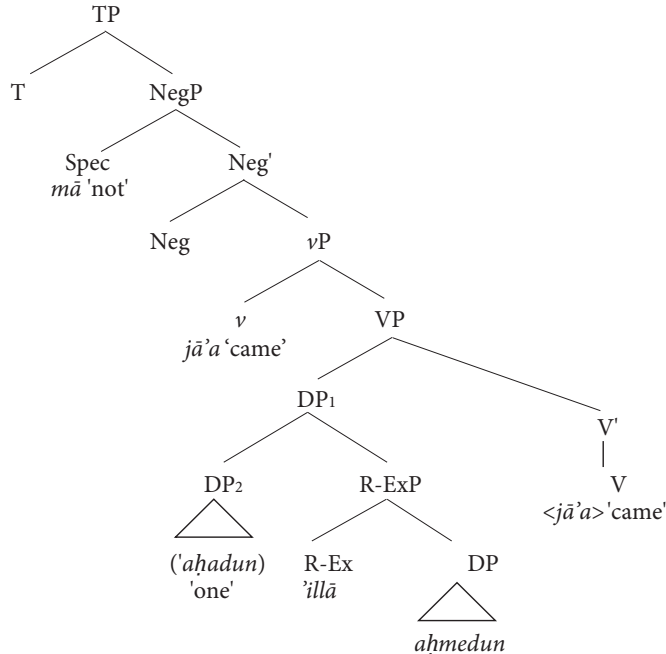 TP
T NegP
Spec Neg'
mā 'not'
Neg vP
v VP
jā'a 'came'
DP₁ V'
DP₂ R-ExP V
<jā'a> 'came'
('aḥadun) R-Ex DP
'one' 'illā
aḥmedun